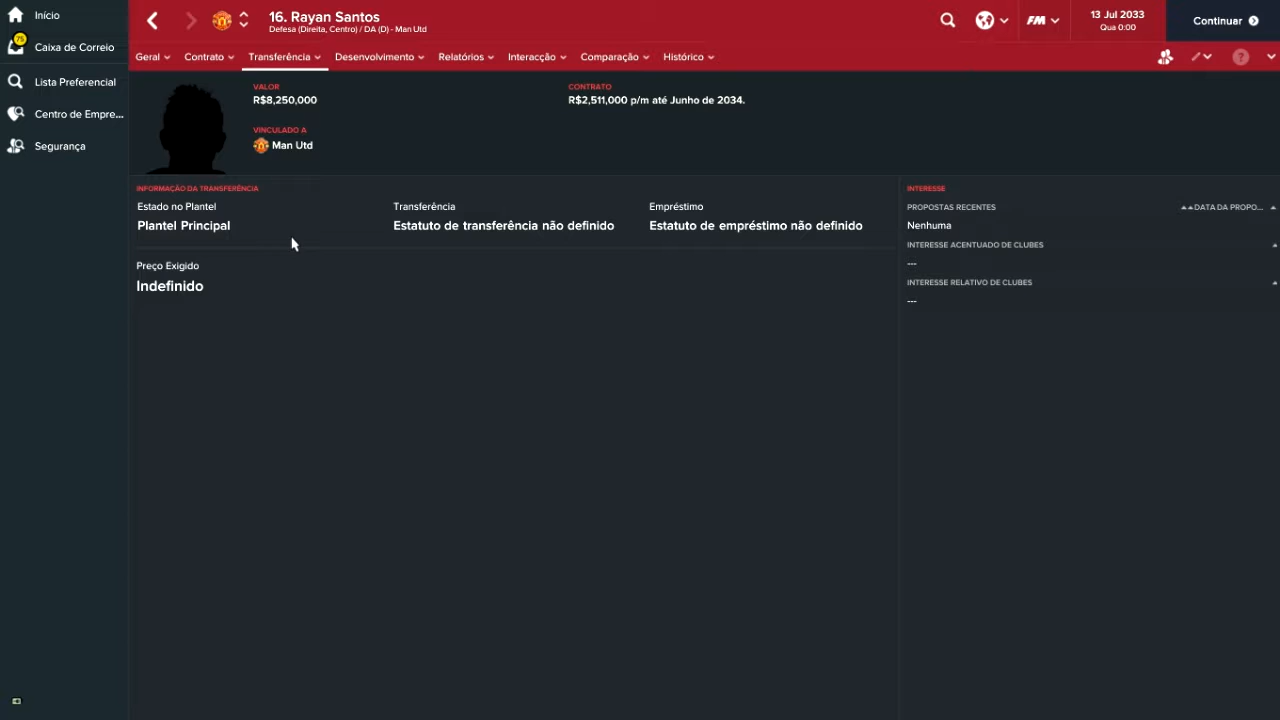 Início
75
Caixa de Correio
Lista Preferencial
Centro de Empre...
Segurança
16. Rayan Santos
Defesa (Direita, Centro) / DA (D) - Man Utd
FM
13 Jul 2033
Qua 0:00
Continuar
Geral
Contrato
Transferência
Desenvolvimento
Relatórios
Interacção
Comparação
Histórico
?
VALOR
R$8,250,000
VINCULADO A
Man Utd
CONTRATO
R$2,511,000 p/m até Junho de 2034.
INFORMAÇÃO DA TRANSFERÊNCIA
Estado no Plantel
Plantel Principal
Transferência
Estatuto de transferência não definido
Empréstimo
Estatuto de empréstimo não definido
Preço Exigido
Indefinido
INTERESSE
PROPOSTAS RECENTES
DATA DA PROPO...
Nenhuma
INTERESSE ACENTUADO DE CLUBES
---
INTERESSE RELATIVO DE CLUBES
---